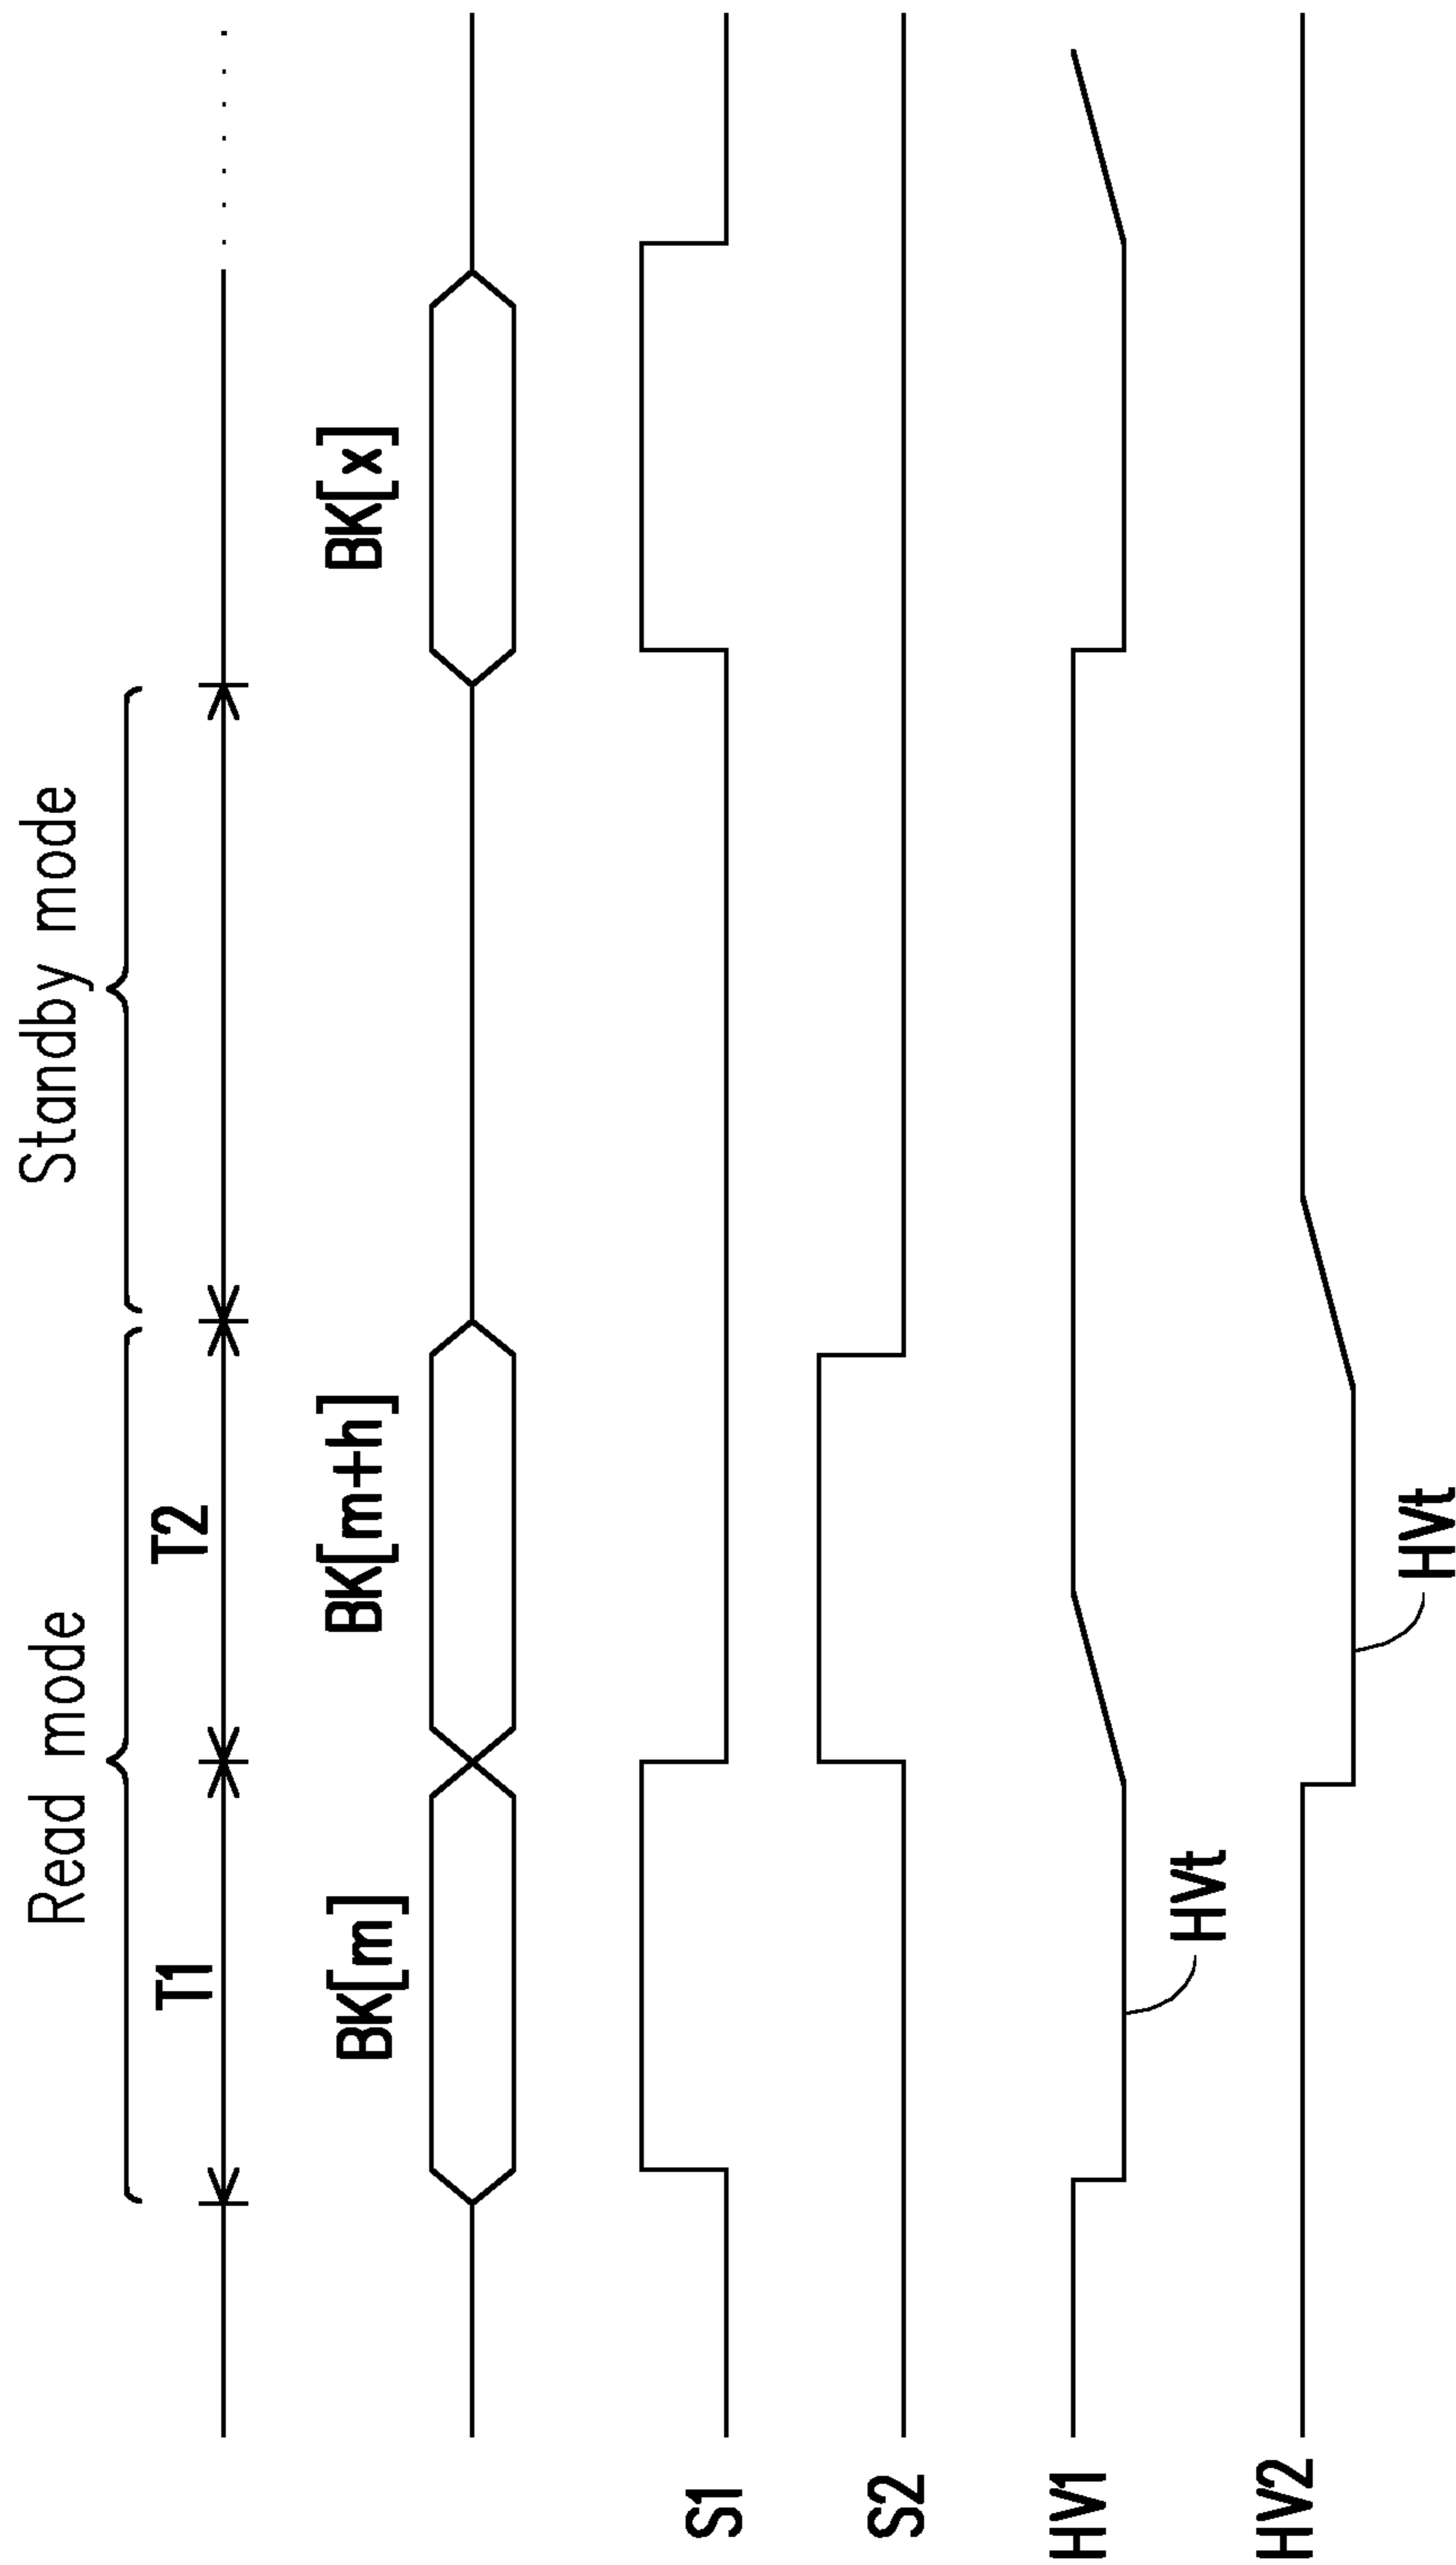 Read mode
Standby mode
T1
T2
BK[m]
BK[m+h]
BK[x]
S1
S2
HV1
HVt
HV2
HVt